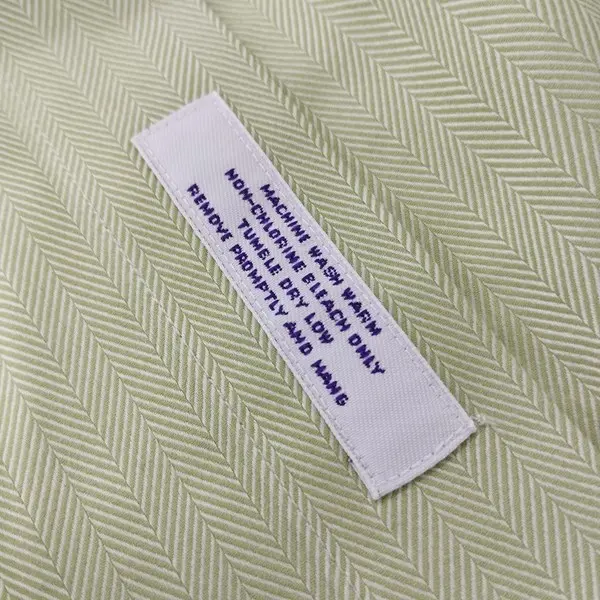 MACHINE WASH WARM
NON-CHLORINE BLEACH ONLY
TUMBLE DRY LOW
REMOVE PROMPTLY AND HANG